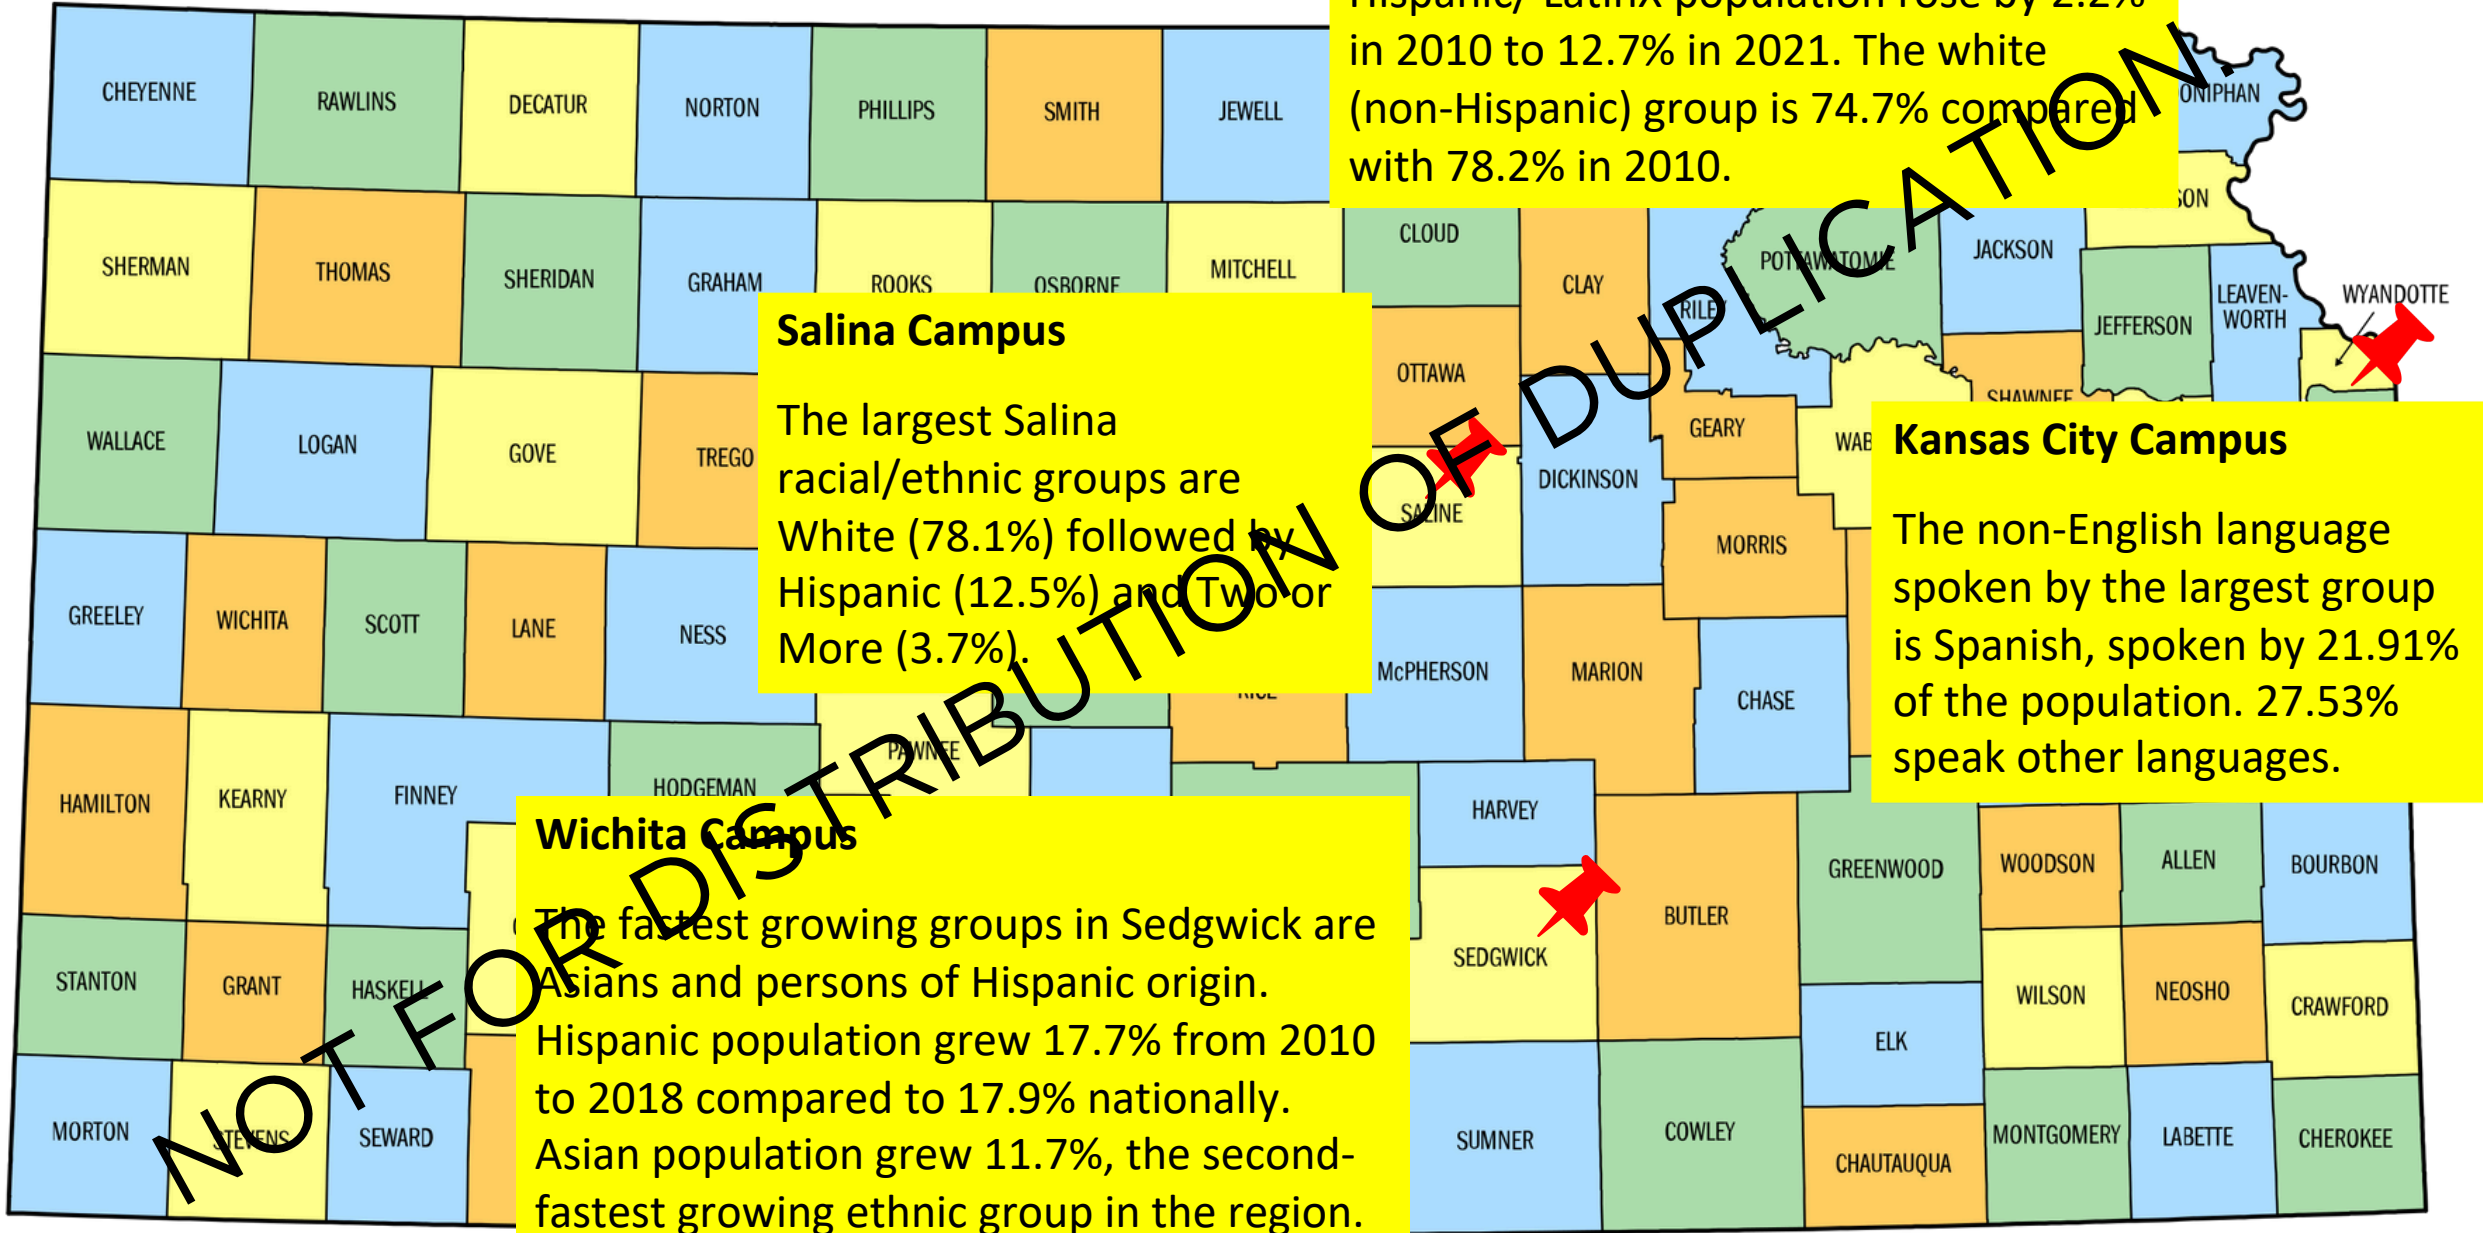 Hispanic/ LatinX population rose by 2.2%
in 2010 to 12.7% in 2021. The white
(non-Hispanic) group is 74.7% compared
with 78.2% in 2010.
CHEYENNE
RAWLINS
DECATUR
NORTON
PHILLIPS
SMITH
JEWELL
ONIPHAN
SON
SHERMAN
THOMAS
SHERIDAN
GRAHAM
ROOKS
OSBORNE
MITCHELL
CLOUD
CLAY
RILEY
POTTAWATOMIE
JACKSON
JEFFERSON
LEAVEN-
WORTH
WYANDOTTE
Salina Campus
The largest Salina
racial/ethnic groups are
White (78.1%) followed by
Hispanic (12.5%) and Two or
More (3.7%).
WALLACE
LOGAN
GOVE
TREGO
OTTAWA
SALINE
DICKINSON
GEARY
WAB
SHAWNEE
MORRIS
Kansas City Campus
The non-English language
spoken by the largest group
is Spanish, spoken by 21.91%
of the population. 27.53%
speak other languages.
GREELEY
WICHITA
SCOTT
LANE
NESS
RICE
McPHERSON
MARION
CHASE
HAMILTON
KEARNY
FINNEY
HODGEMAN
PAWNEE
HARVEY
Wichita Campus
The fastest growing groups in Sedgwick are
Asians and persons of Hispanic origin.
Hispanic population grew 17.7% from 2010
to 2018 compared to 17.9% nationally.
Asian population grew 11.7%, the second-
fastest growing ethnic group in the region.
SEDGWICK
BUTLER
GREENWOOD
WOODSON
ALLEN
BOURBON
STANTON
GRANT
HASKELL
WILSON
NEOSHO
CRAWFORD
ELK
MORTON
STEVENS
SEWARD
SUMNER
COWLEY
CHAUTAUQUA
MONTGOMERY
LABETTE
CHEROKEE
NOT FOR DISTRIBUTION OF DUPLICATION.